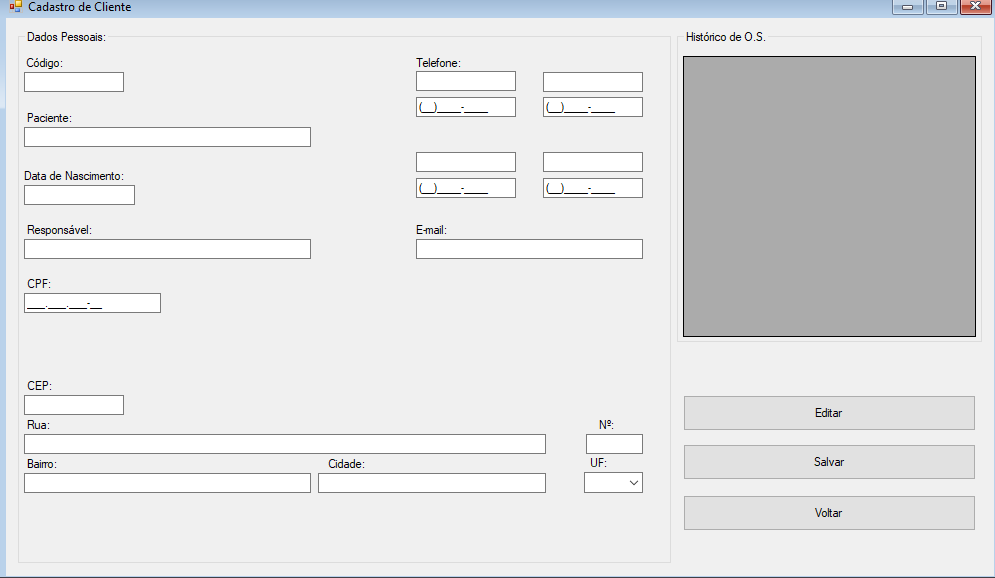 Cadastro de Cliente
Dados Pessoais:
Código:
Telefone:
(__)____-____
(__)____-____
Paciente:
Data de Nascimento:
(__)____-____
(__)____-____
Responsável:
E-mail:
CPF:
___.___.___-__
CEP:
Rua:
Nº:
Bairro:
Cidade:
UF:
Histórico de O.S.
Editar
Salvar
Voltar